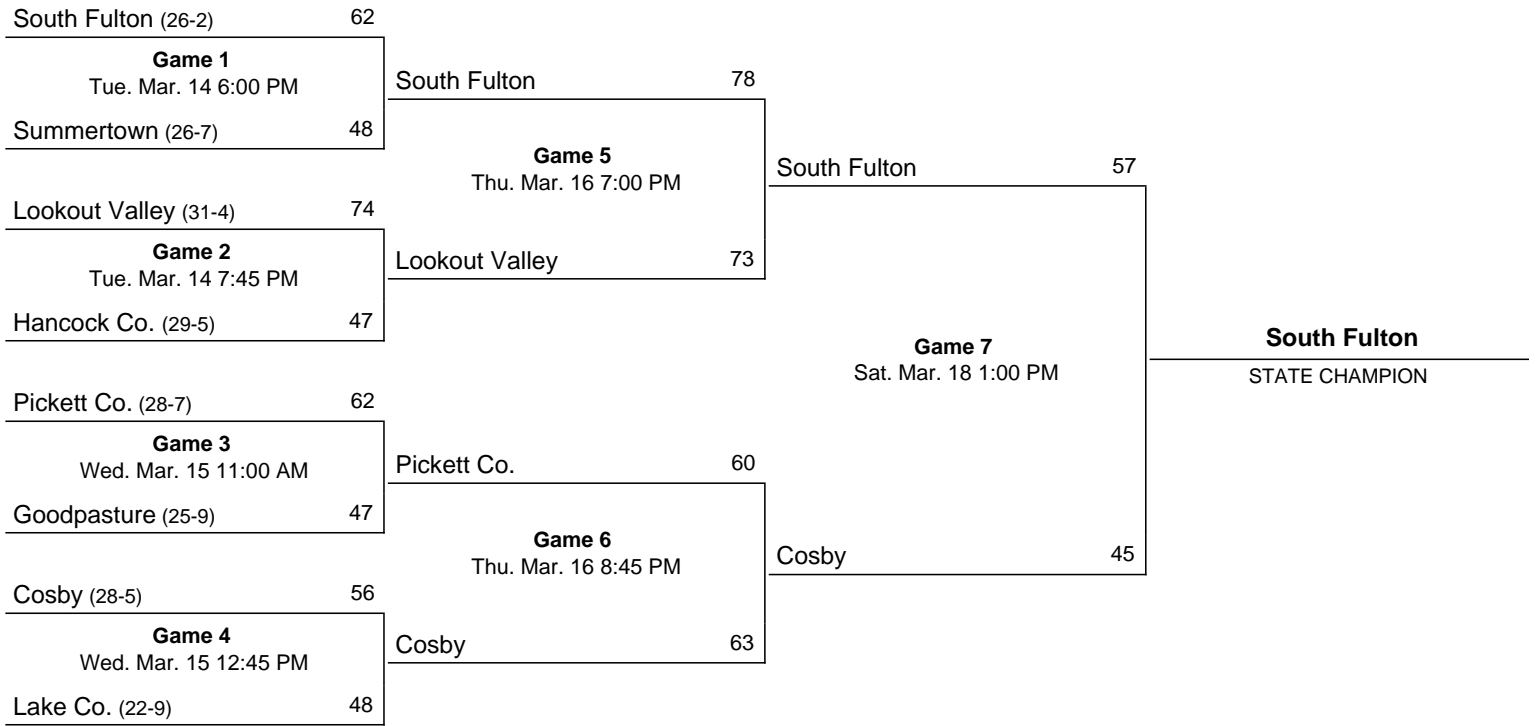 South Fulton (26-2) 62
Game 1
Tue. Mar. 14 6:00 PM
Summertown (26-7) 48
Lookout Valley (31-4) 74
Game 2
Tue. Mar. 14 7:45 PM
Hancock Co. (29-5) 47
Pickett Co. (28-7) 62
Game 3
Wed. Mar. 15 11:00 AM
Goodpasture (25-9) 47
Cosby (28-5) 56
Game 4
Wed. Mar. 15 12:45 PM
Lake Co. (22-9) 48
South Fulton 78
Game 5
Thu. Mar. 16 7:00 PM
Lookout Valley 73
Pickett Co. 60
Game 6
Thu. Mar. 16 8:45 PM
Cosby 63
South Fulton 57
Game 7
Sat. Mar. 18 1:00 PM
Cosby 45
South Fulton
STATE CHAMPION